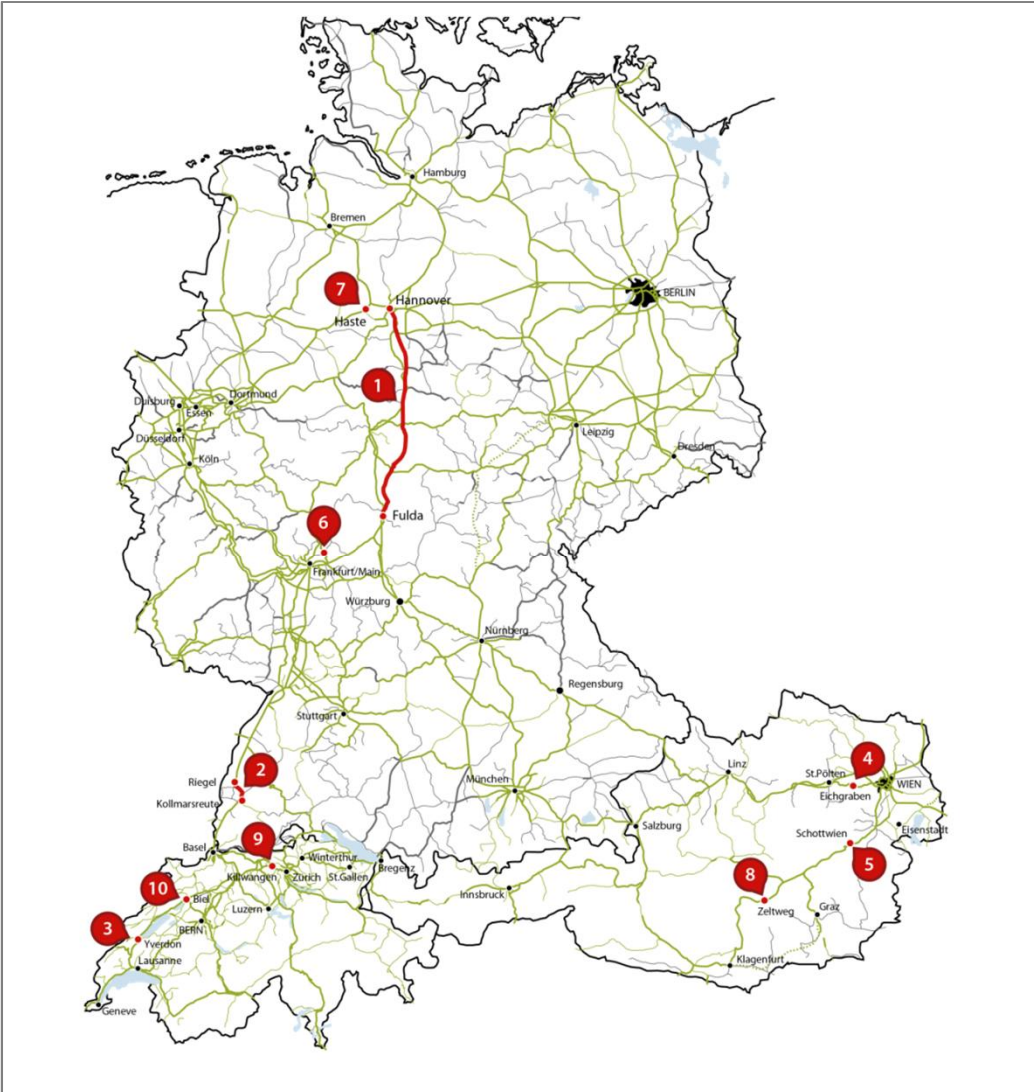 Hamburg
Bremen
BERLIN
7
Hannover
Haste
1
Duisburg
Essen
Dortmund
Düsseldorf
Köln
Leipzig
Dresden
6
Fulda
Frankfurt/Main
Würzburg
Nürnberg
Regensburg
Stuttgart
Riegel
2
Kollmarsreute
München
Linz
St.Pölten
4
WIEN
Eichgraben
Salzburg
Schottwien
Eisenstadt
5
Basel
9
Winterthur
Killwangen
Zürich
St.Gallen
Bregenz
Innsbruck
8
Zeltweg
Graz
Klagenfurt
10
Biel
Luzern
BERN
3
Yverdon
Lausanne
Geneve